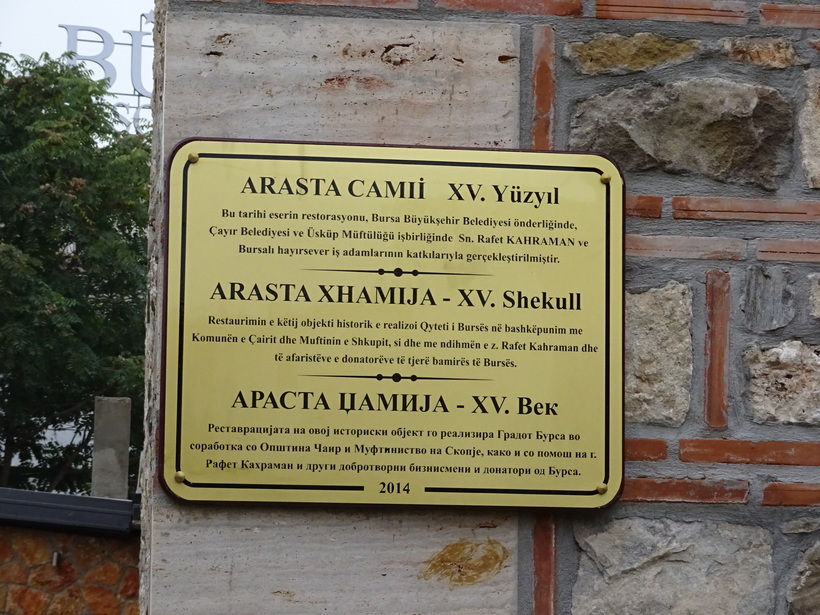 BÜ
ARASTA CAMIİ XV. Yüzyıl
Bu tarihi eserin restorasyonu, Bursa Büyükşehir Belediyesi önderliğinde,
Çayır Belediyesi ve Üsküp Müftülüğü işbirliğinde Sn. Rafet KAHRAMAN ve
Bursalı hayırsever iş adamlarının katkılarıyla gerçekleştirilmiştir.
ARASTA XHAMIJA - XV. Shekull
Restaurimin e këtij objekti historik e realizoi Qyteti i Bursës në bashkëpunim me
Komunën e Çairit dhe Muftinin e Shkupit, si dhe me ndihmën e z. Rafet Kahraman dhe
të afaristëve e donatorëve të tjerë bamirës të Bursës.
АРАСТА ЏАМИЈА - XV. Век
Реставрацијата на овој историски објект го реализира Градот Бурса во
соработка со Општина Чаир и Муфтиниство на Скопје, како и со помош на г.
Рафет Кахраман и други добротворни бизнисмени и донатори од Бурса.
2014